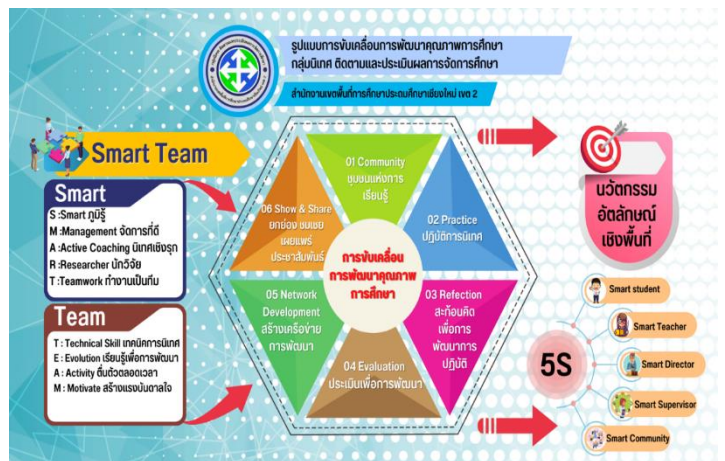 รูปแบบการขับเคลื่อนการพัฒนาคุณภาพการศึกษา
กลุ่มนิเทศ ติดตามและประเมินผลการจัดการศึกษา
สำนักงานเขตพื้นที่การศึกษาประถมศึกษาเชียงใหม่ เขต 2
Smart Team
Smart
S :Smart ภูมิรู้
M :Management จัดการที่ดี
A :Active Coaching นิเทศเชิงรุก
R :Researcher นักวิจัย
T :Teamwork ทำงานเป็นทีม
Team
T : Technical Skill เทคนิคการนิเทศ
E : Evolution เรียนรู้เพื่อการพัฒนา
A : Activity ตื่นตัวตลอดเวลา
M : Motivate สร้างแรงบันดาลใจ
01 Community
ชุมชนแห่งการ
เรียนรู้
02 Practice
ปฏิบัติการนิเทศ
03 Refection
สะท้อนคิด
เพื่อการ
พัฒนาการ
ปฏิบัติ
04 Evaluation
ประเมินเพื่อการพัฒนา
05 Network
Development
สร้างเครือข่าย
การพัฒนา
06 Show & Share
ยกย่อง ชมเชย
เผยแพร่
ประชาสัมพันธ์
การขับเคลื่อน
การพัฒนาคุณภาพ
การศึกษา
นวัตกรรม
อัตลักษณ์
เชิงพื้นที่
5S
Smart student
Smart Teacher
Smart Director
Smart Supervisor
Smart Community